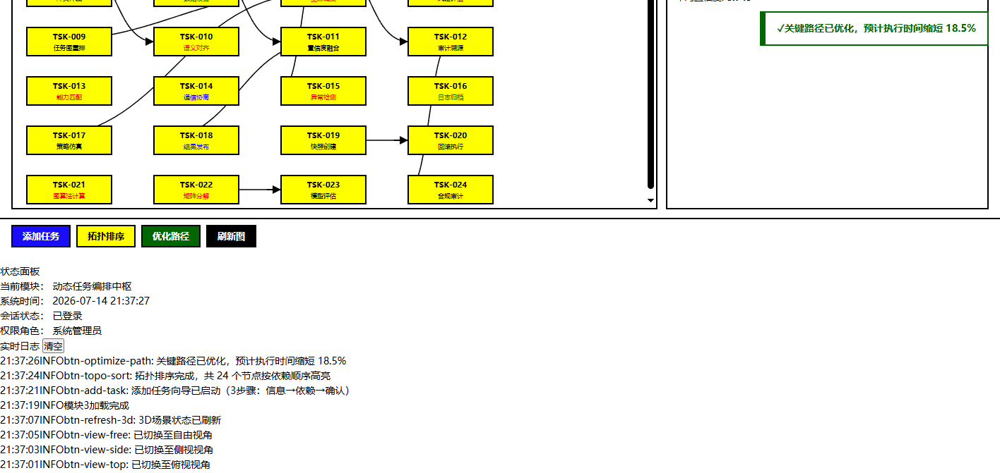 TSK-009
任务图重排
TSK-010
语义对齐
TSK-011
置信度融合
TSK-012
审计溯源
✓关键路径已优化，预计执行时间缩短 18.5%
TSK-013
能力匹配
TSK-014
通信协商
TSK-015
异常检测
TSK-016
日志归档
TSK-017
策略仿真
TSK-018
结果发布
TSK-019
快照创建
TSK-020
回滚执行
TSK-021
图算法计算
TSK-022
矩阵分解
TSK-023
模型评估
TSK-024
合规审计
添加任务 拓扑排序 优化路径 刷新图
状态面板
当前模块： 动态任务编排中枢
系统时间： 2026-07-14 21:37:27
会话状态： 已登录
权限角色： 系统管理员
实时日志 清空
21:37:26INFObtn-optimize-path: 关键路径已优化，预计执行时间缩短 18.5%
21:37:24INFObtn-topo-sort: 拓扑排序完成，共 24 个节点按依赖顺序高亮
21:37:21INFObtn-add-task: 添加任务向导已启动（3步骤：信息→依赖→确认）
21:37:19INFO模块3加载完成
21:37:07INFObtn-refresh-3d: 3D场景状态已刷新
21:37:05INFObtn-view-free: 已切换至自由视角
21:37:03INFObtn-view-side: 已切换至侧视视角
21:37:01INFObtn-view-top: 已切换至俯视视角